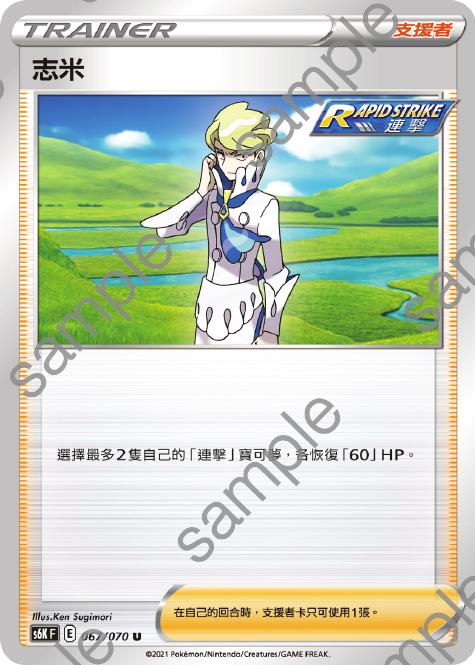 TRAINER
支援者
志米
RAPID STRIKE
連擊
選擇最多2隻自己的「連擊」寶可夢,各恢復「60」HP。
Illus.Ken Sugimori
在自己的回合時,支援者卡只可使用1張。
s6K F E 067/070 U
©2021 Pokémon/Nintendo/Creatures/GAME FREAK.
sample
sample
sample
sample
sample